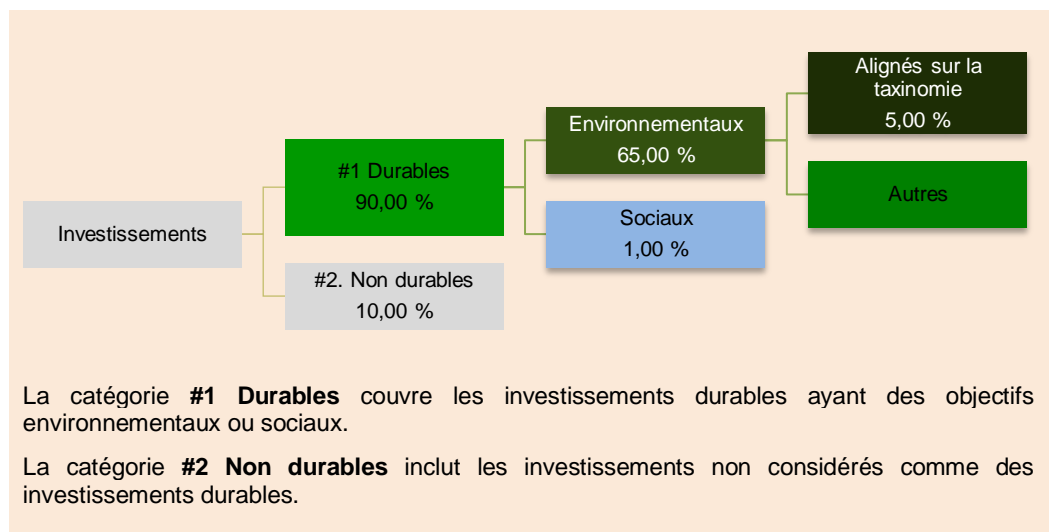 Investissements
#1 Durables
90,00 %
#2. Non durables
10,00 %
Environnementaux
65,00 %
Sociaux
1,00 %
Alignés sur la
taxinomie
5,00 %
Autres
La catégorie #1 Durables couvre les investissements durables ayant des objectifs
environnementaux ou sociaux.
La catégorie #2 Non durables inclut les investissements non considérés comme des
investissements durables.